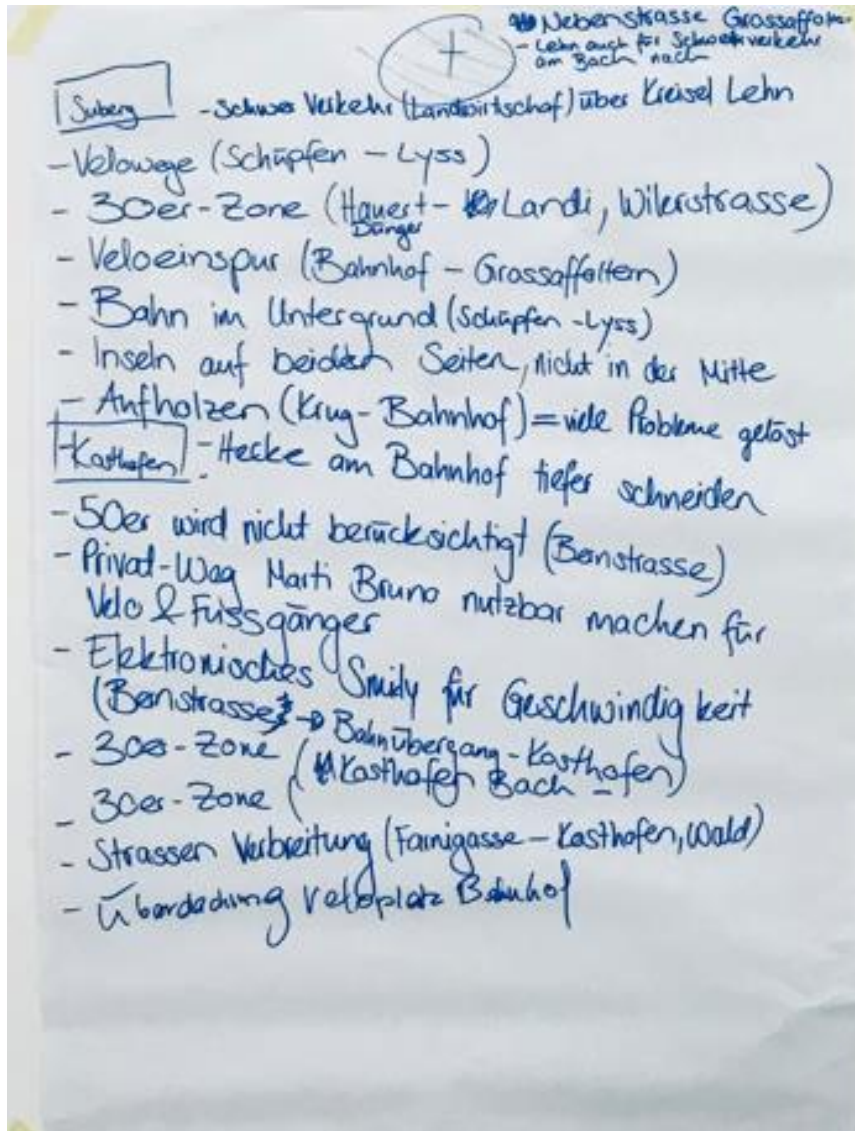 +
Nebenstrasse Grossaffolte
- Lehn auch für Schwerverkehr
am Bach nach
Suberg - Schwer Verkehr (Landwirtschaf) über Kreisel Lehn
- Velowege (Schüpfen - Lyss)
- 30er-Zone (Hauert- Landi, Wilerstrasse)
Dünger
- Veloeinspur (Bahnhof - Grossaffoltern)
- Bahn im Untergrund (Schüpfen - Lyss)
- Inseln auf beiden Seiten, nicht in der Mitte
- Aufholzen (Krug - Bahnhof) = viele Probleme gelöst
Kosthofen - Hecke am Bahnhof tiefer schneiden
- 50er wird nicht berücksichtigt (Bernstrasse)
- Privat-Weg Marti Bruno nutzbar machen für
Velo & Fussgänger
- Elektronisches Smily für Geschwindigkeit
(Bernstrasse)
- 30er-Zone (Bahnübergang - Kosthofen)
- 30er-Zone (Kosthofen Bach -
- Strassen Verbreitung (Fainigasse - Kosthofen, Wald)
- Überdachung Veloplatz Bahnhof